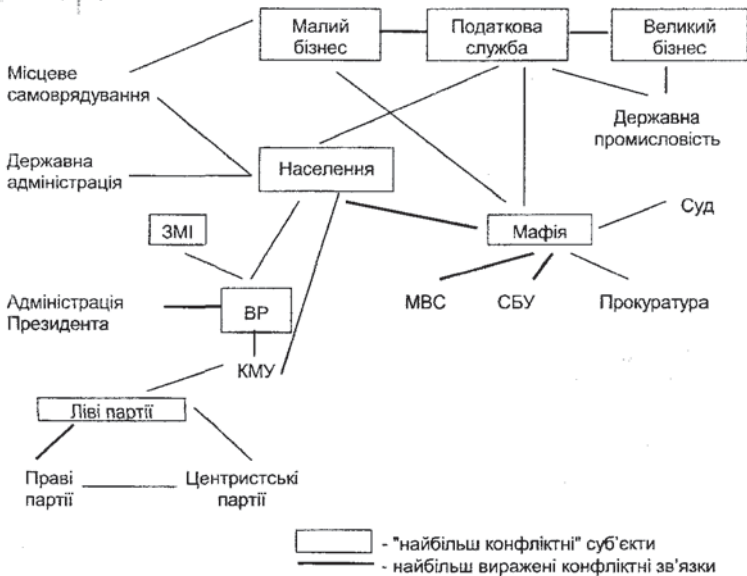 Малий
бізнес
Податкова
служба
Великий
бізнес
Місцеве
самоврядування
Державна
промисловість
Державна
адміністрація
Населення
Суд
ЗМІ
Мафія
Адміністрація
Президента
ВР
МВС
СБУ
Прокуратура
КМУ
Ліві партії
Праві
партії
Центристські
партії
- "найбільш конфліктні" суб'єкти
- найбільш виражені конфліктні зв'язки